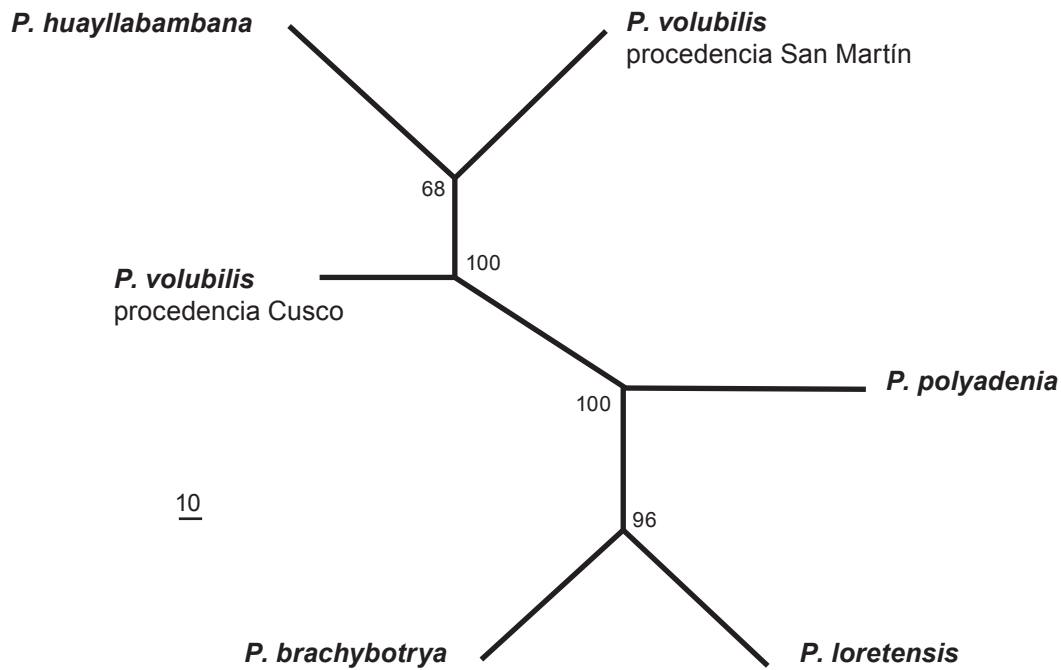 P. huayllabambana
P. volubilis
procedencia San Martín
68
100
P. volubilis
procedencia Cusco
P. polyadenia
100
10
96
P. brachybotrya
P. loretensis